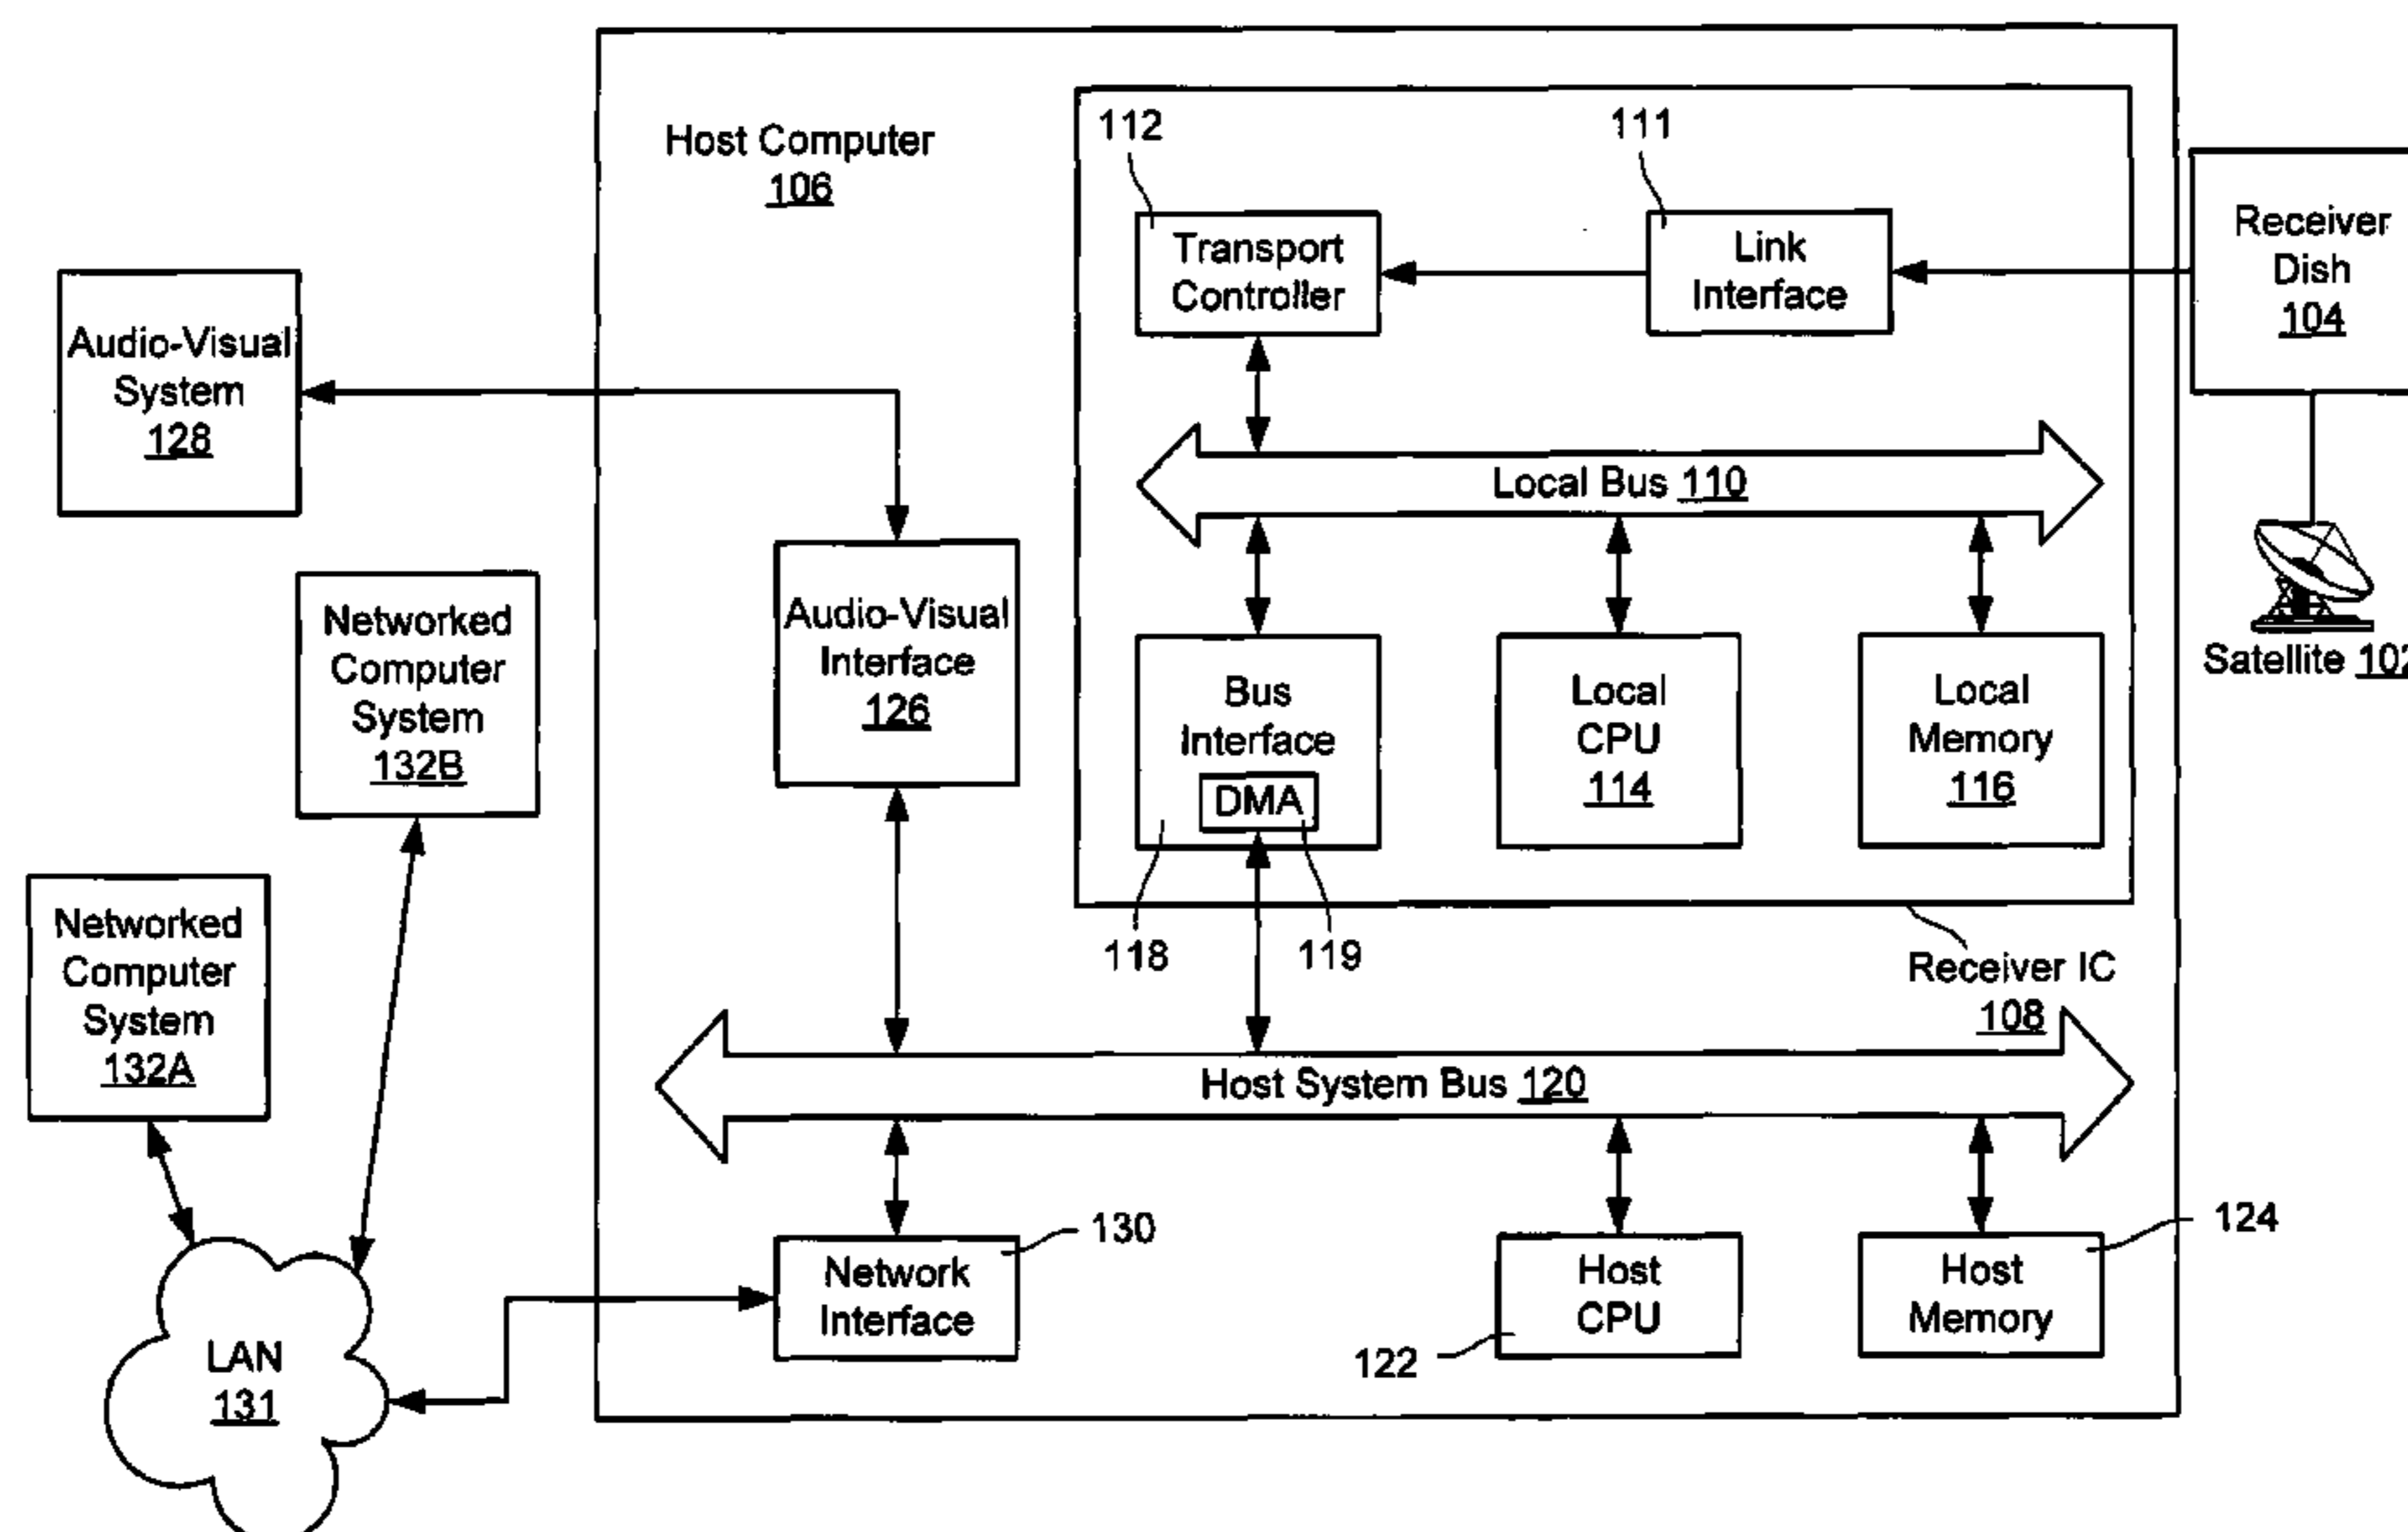 Host Computer
106
112
111
Transport
Controller
Link
Interface
Receiver
Dish
104
Audio-Visual
System
128
Local Bus 110
Networked
Computer
System
132B
Audio-Visual
Interface
126
Bus
Interface
DMA
Local
CPU
114
Local
Memory
116
Satellite 102
118
119
Receiver IC
108
Networked
Computer
System
132A
Host System Bus 120
130
Network
Interface
Host
CPU
122
Host
Memory
124
LAN
131